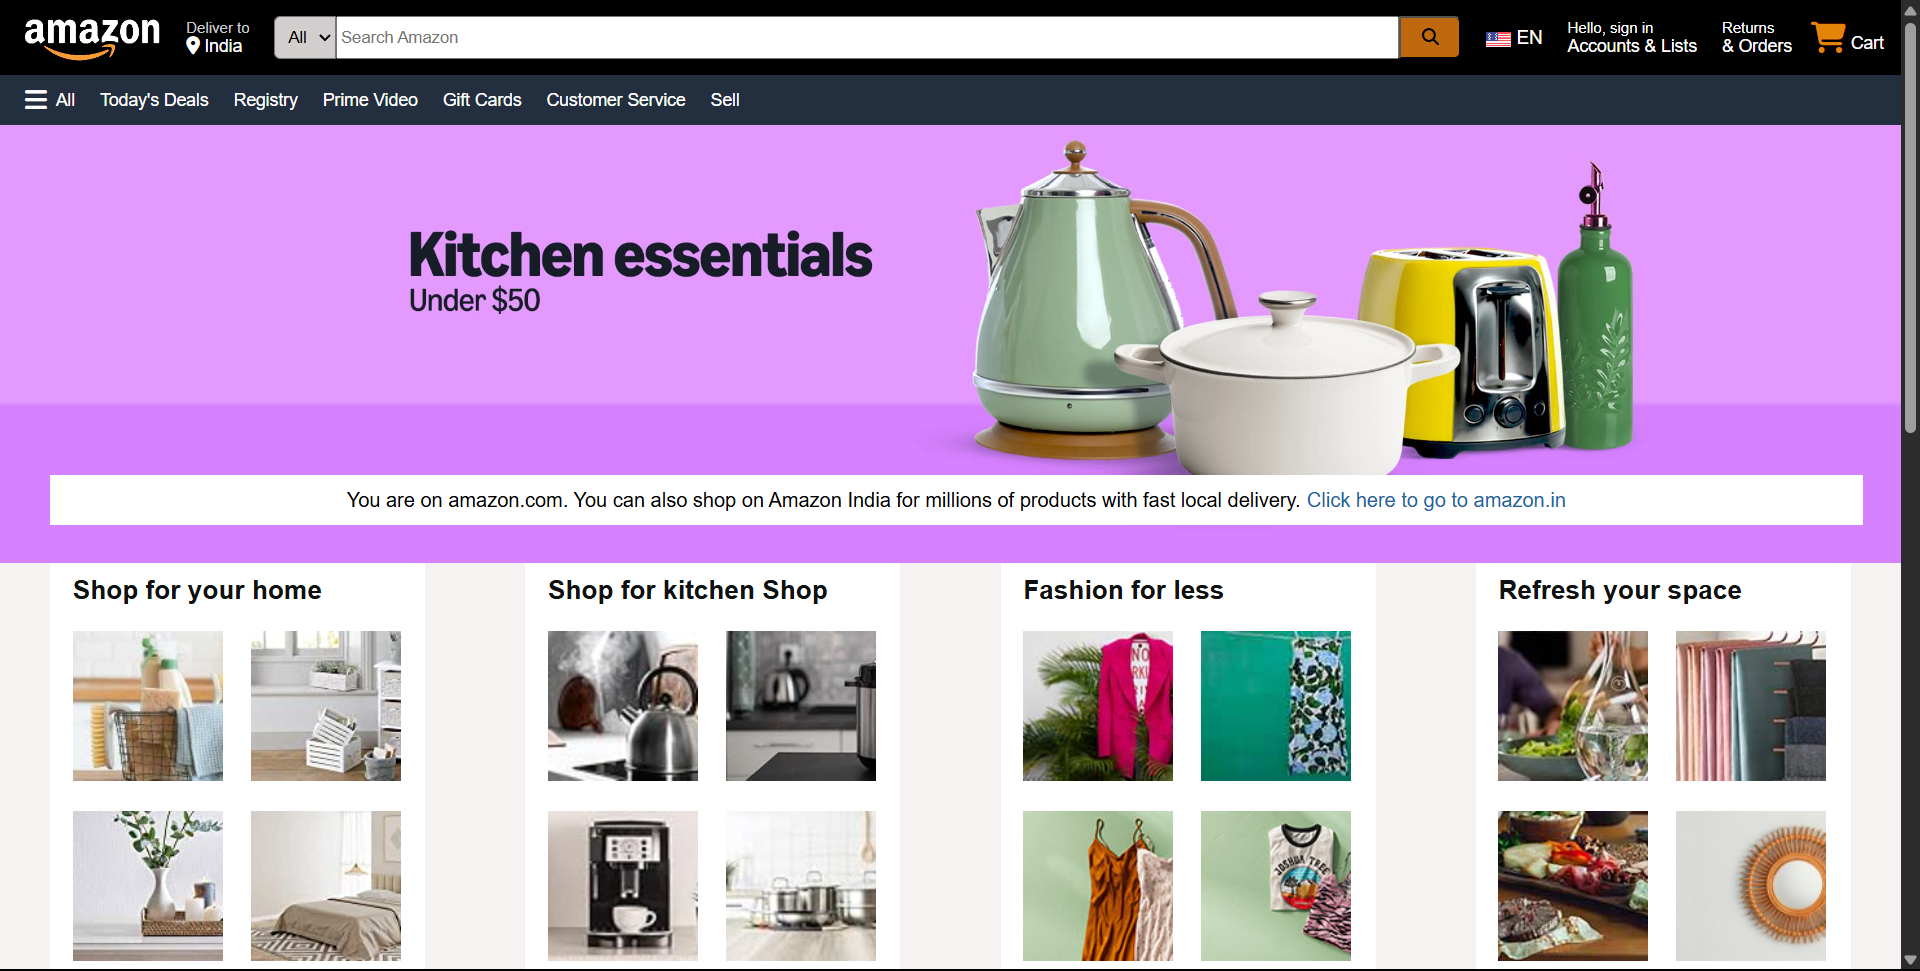 amazon
Deliver to
India
All
Search Amazon
EN
Hello, sign in
Accounts & Lists
Returns
& Orders
Cart
All
Today's Deals
Registry
Prime Video
Gift Cards
Customer Service
Sell
Kitchen essentials
Under $50
You are on amazon.com. You can also shop on Amazon India for millions of products with fast local delivery. Click here to go to amazon.in
Shop for your home
Shop for kitchen Shop
Fashion for less
Refresh your space
NO
JOSHUA TREE